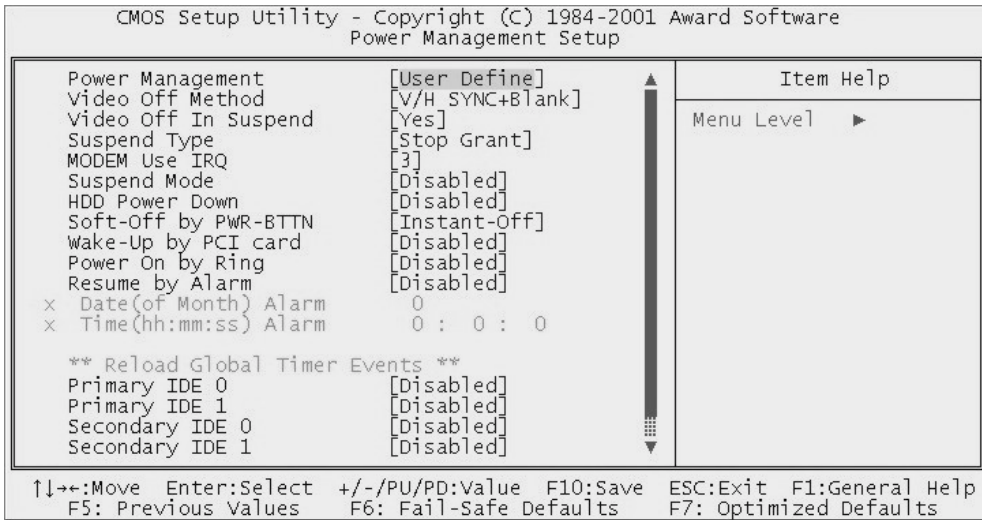 CMOS Setup Utility - Copyright (C) 1984-2001 Award Software
Power Management Setup
Power Management [User Define]
Video Off Method [V/H SYNC+Blank]
Video Off In Suspend [Yes]
Suspend Type [Stop Grant]
MODEM Use IRQ [3]
Suspend Mode [Disabled]
HDD Power Down [Disabled]
Soft-Off by PWR-BTTN [Instant-Off]
Wake-Up by PCI card [Disabled]
Power On by Ring [Disabled]
Resume by Alarm [Disabled]
x Date(of Month) Alarm 0
x Time(hh:mm:ss) Alarm 0 : 0 : 0
** Reload Global Timer Events **
Primary IDE 0 [Disabled]
Primary IDE 1 [Disabled]
Secondary IDE 0 [Disabled]
Secondary IDE 1 [Disabled]
Item Help
Menu Level ►
↑↓→←:Move Enter:Select +/-/PU/PD:Value F10:Save ESC:Exit F1:General Help
F5: Previous Values F6: Fail-Safe Defaults F7: Optimized Defaults